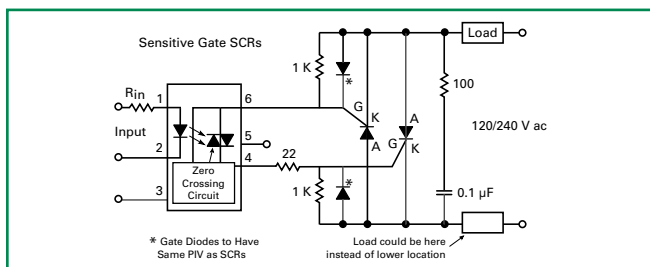 Sensitive Gate SCRs
Load
1 K
*
100
Rin
1
6
G
K
A
A
G
K
120/240 V ac
Input
5
2
4
22
Zero
Crossing
Circuit
1 K
*
0.1 µF
3
* Gate Diodes to Have
Same PIV as SCRs
Load could be here
instead of lower location